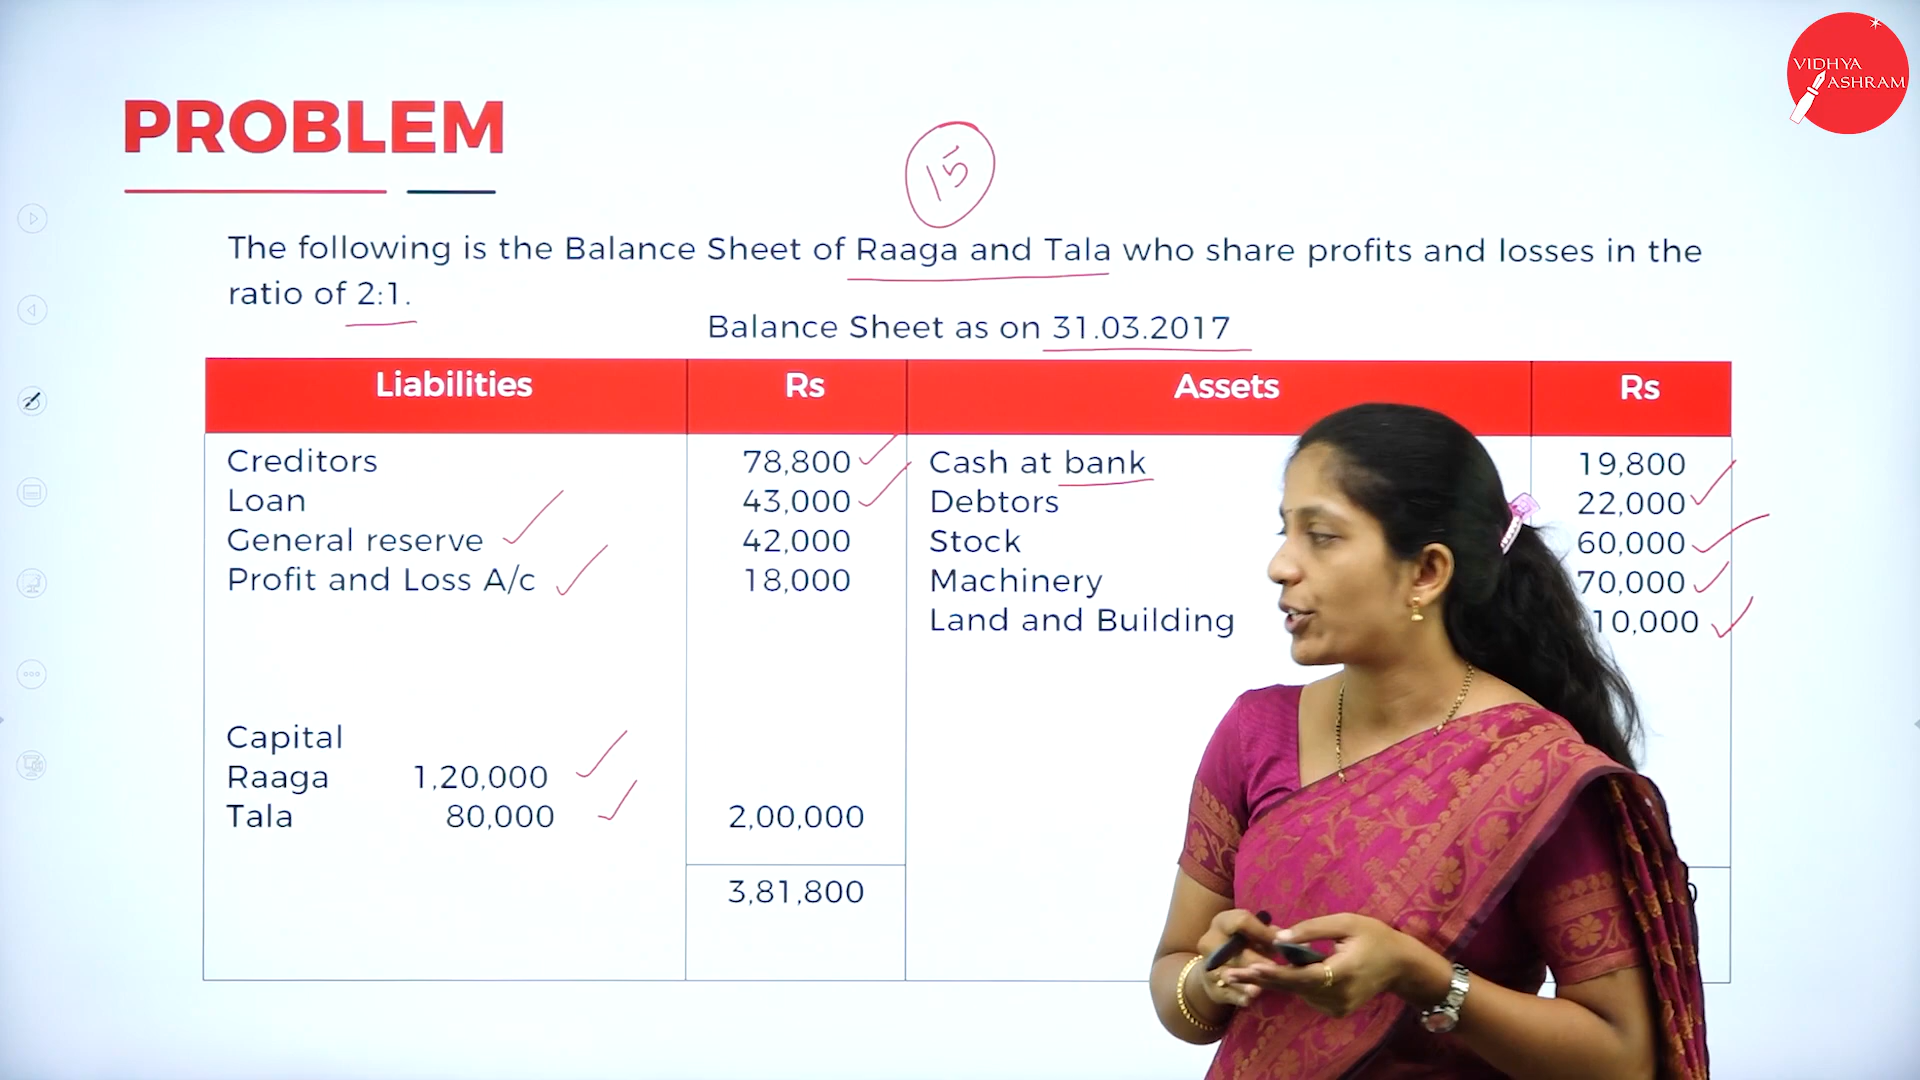 VIDHYA
ASHRAM
PROBLEM
15
The following is the Balance Sheet of Raaga and Tala who share profits and losses in the
ratio of 2:1.
Balance Sheet as on 31.03.2017
Liabilities Rs Assets Rs
Creditors 78,800 Cash at bank 19,800
Loan 43,000 Debtors 22,000
General reserve 42,000 Stock 60,000
Profit and Loss A/c 18,000 Machinery 70,000
Land and Building 10,000
Capital
Raaga 1,20,000
Tala 80,000 2,00,000
3,81,800